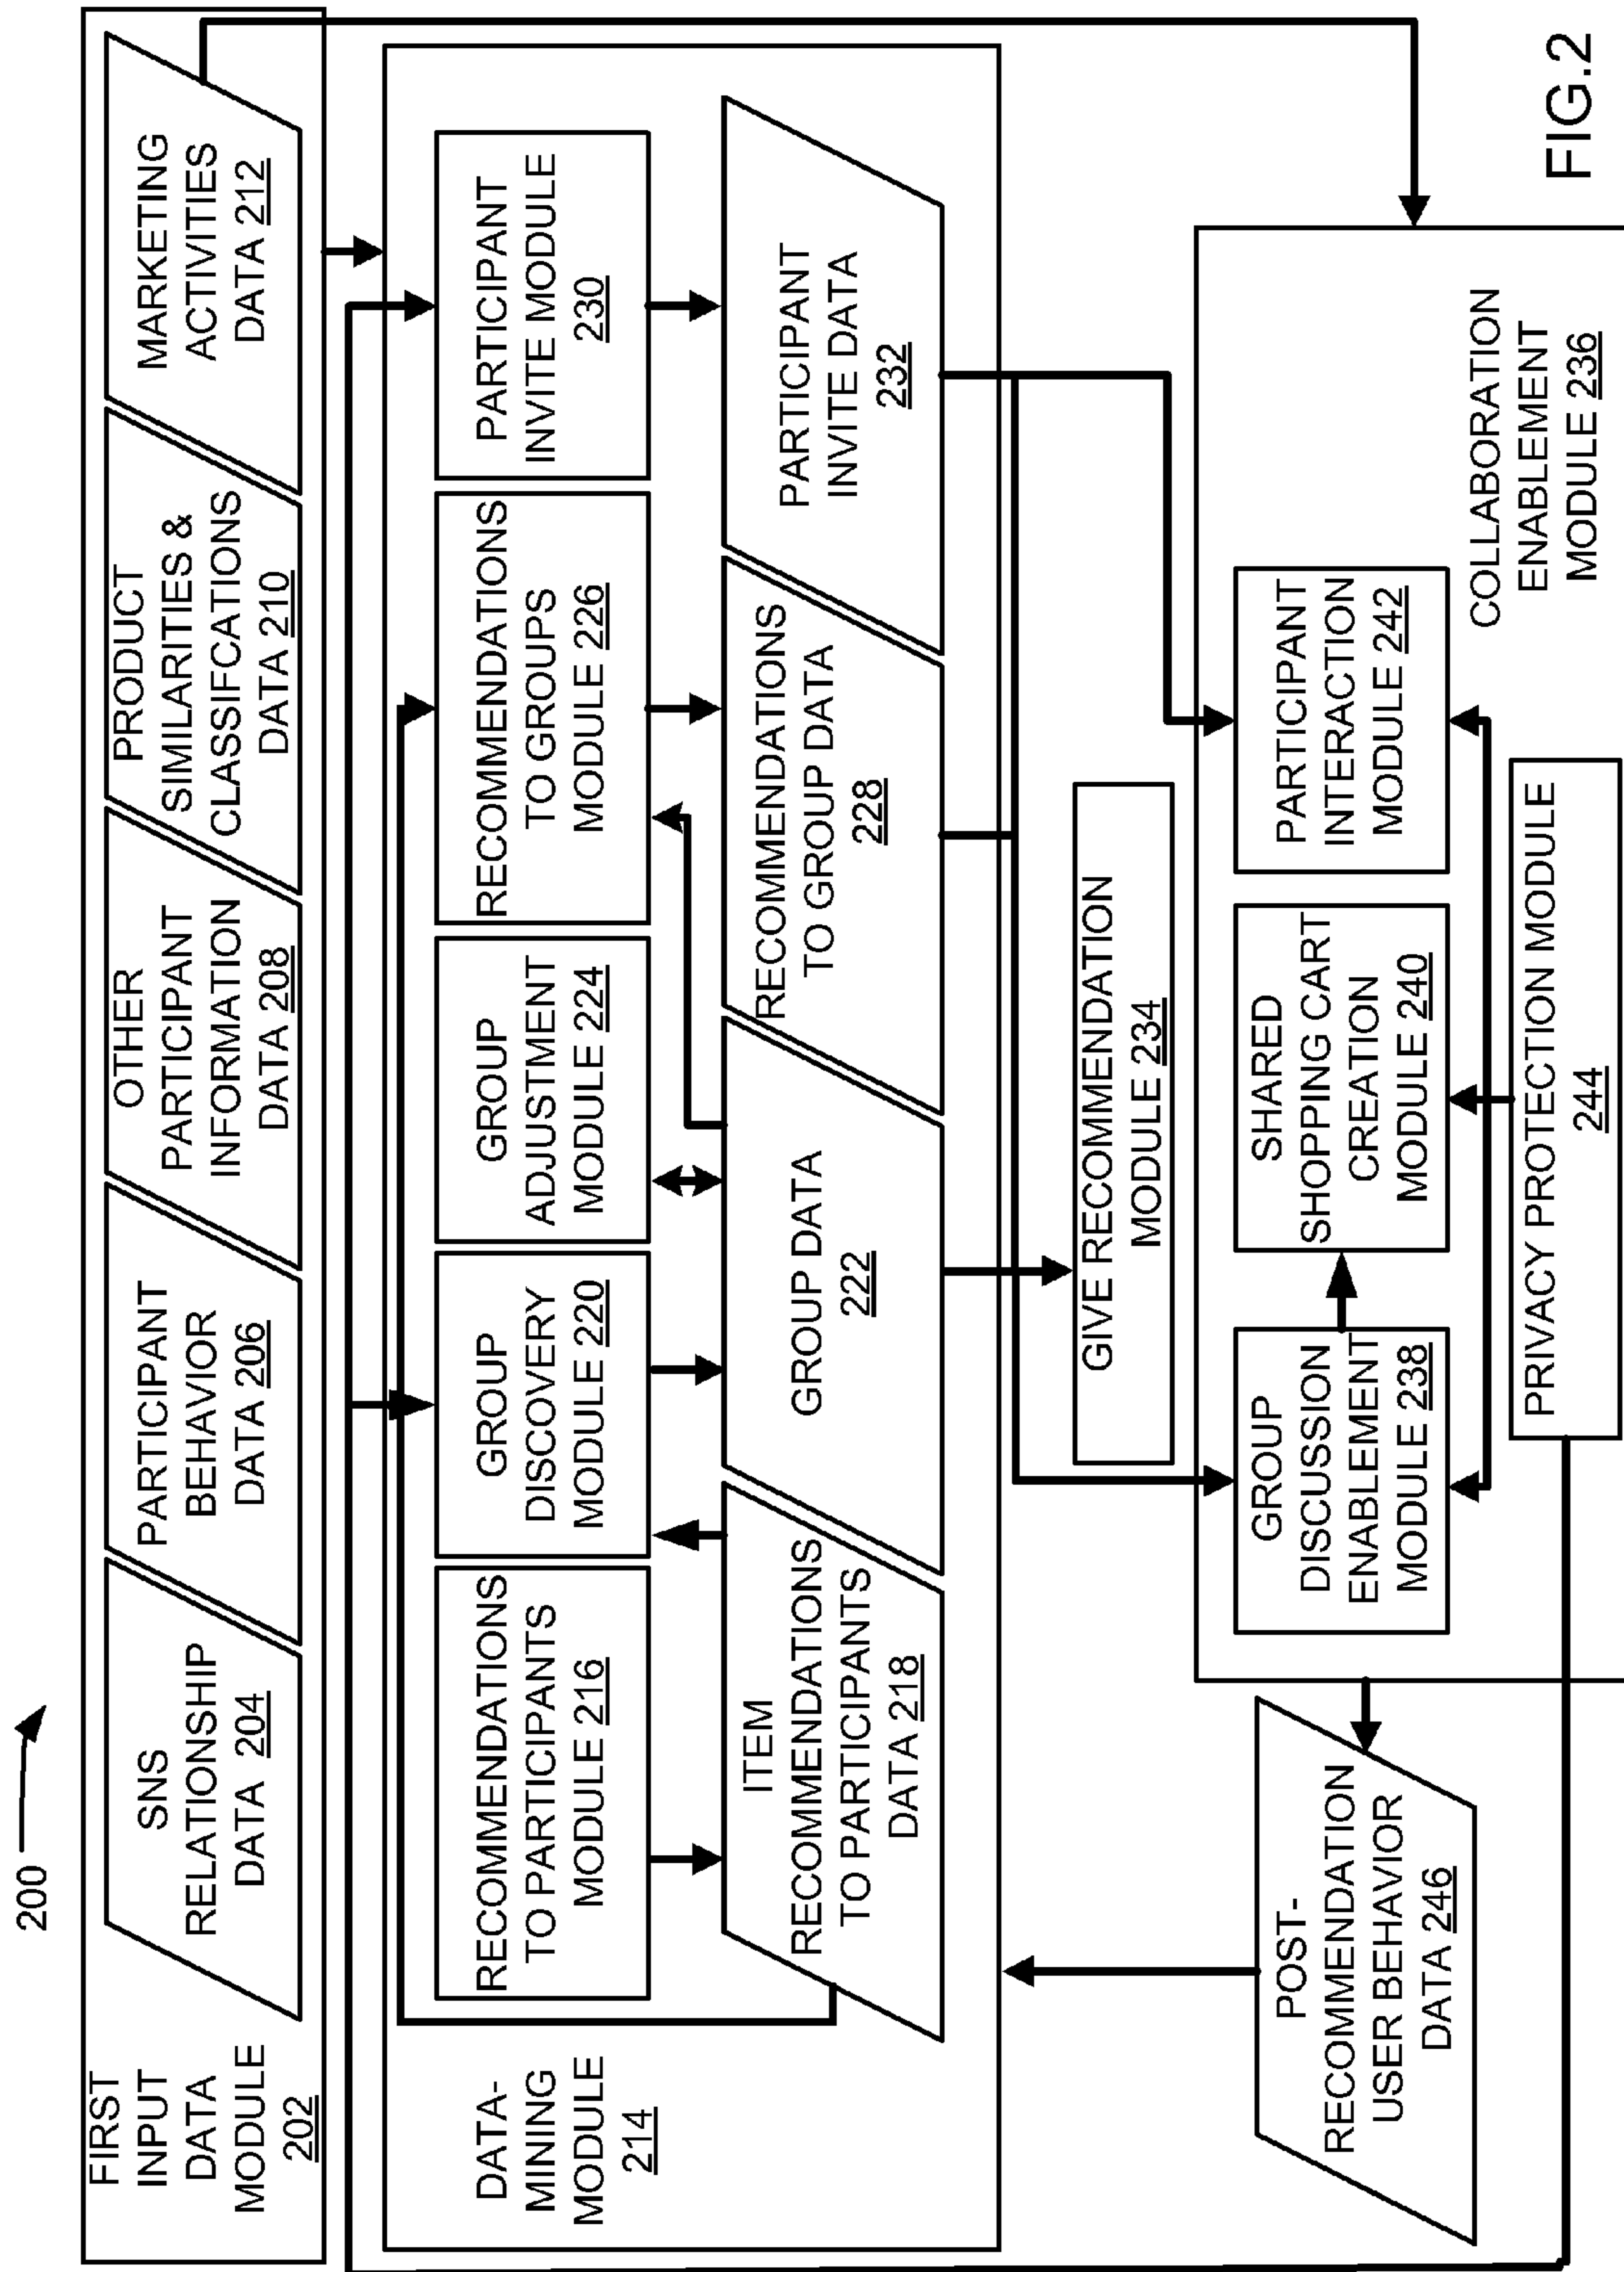 200
FIRST
INPUT
DATA
MODULE
202
SNS
RELATIONSHIP
DATA 204
PARTICIPANT
BEHAVIOR
DATA 206
OTHER
PARTICIPANT
INFORMATION
DATA 208
PRODUCT
SIMILARITIES &
CLASSIFCATIONS
DATA 210
MARKETING
ACTIVITIES
DATA 212
DATA-
MINING
MODULE
214
RECOMMENDATIONS
TO PARTICIPANTS
MODULE 216
GROUP
DISCOVERY
MODULE 220
GROUP
ADJUSTMENT
MODULE 224
RECOMMENDATIONS
TO GROUPS
MODULE 226
PARTICIPANT
INVITE MODULE
230
ITEM
RECOMMENDATIONS
TO PARTICIPANTS
DATA 218
GROUP DATA
222
RECOMMENDATIONS
TO GROUP DATA
228
PARTICIPANT
INVITE DATA
232
GIVE RECOMMENDATION
MODULE 234
POST-
RECOMMENDATION
USER BEHAVIOR
DATA 246
GROUP
DISCUSSION
ENABLEMENT
MODULE 238
SHARED
SHOPPING CART
CREATION
MODULE 240
PARTICIPANT
INTERACTION
MODULE 242
COLLABORATION
ENABLEMENT
MODULE 236
PRIVACY PROTECTION MODULE
244
FIG.2